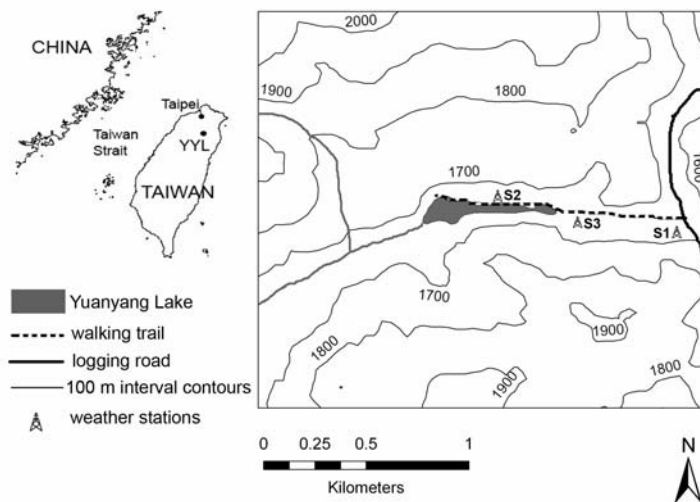 CHINA
Taipei
Taiwan
Strait
YYL
TAIWAN
Yuanyang Lake
walking trail
logging road
100 m interval contours
weather stations
2000
1900
1800
1700
S2
S3
S1
1700
1800
1900
1900
1800
0 0.25 0.5 1
Kilometers
N